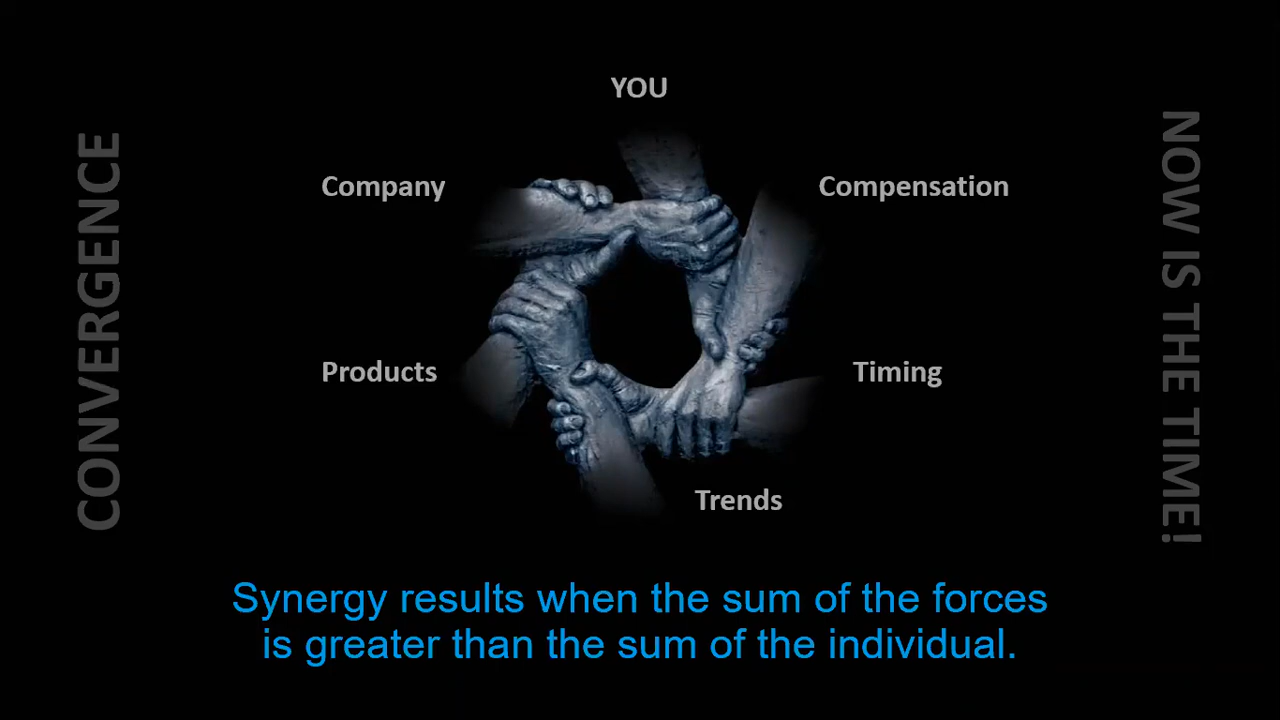 YOU
Company
Compensation
CONVERGENCE
NOW IS THE TIME!
Products
Timing
Trends
Synergy results when the sum of the forces
is greater than the sum of the individual.